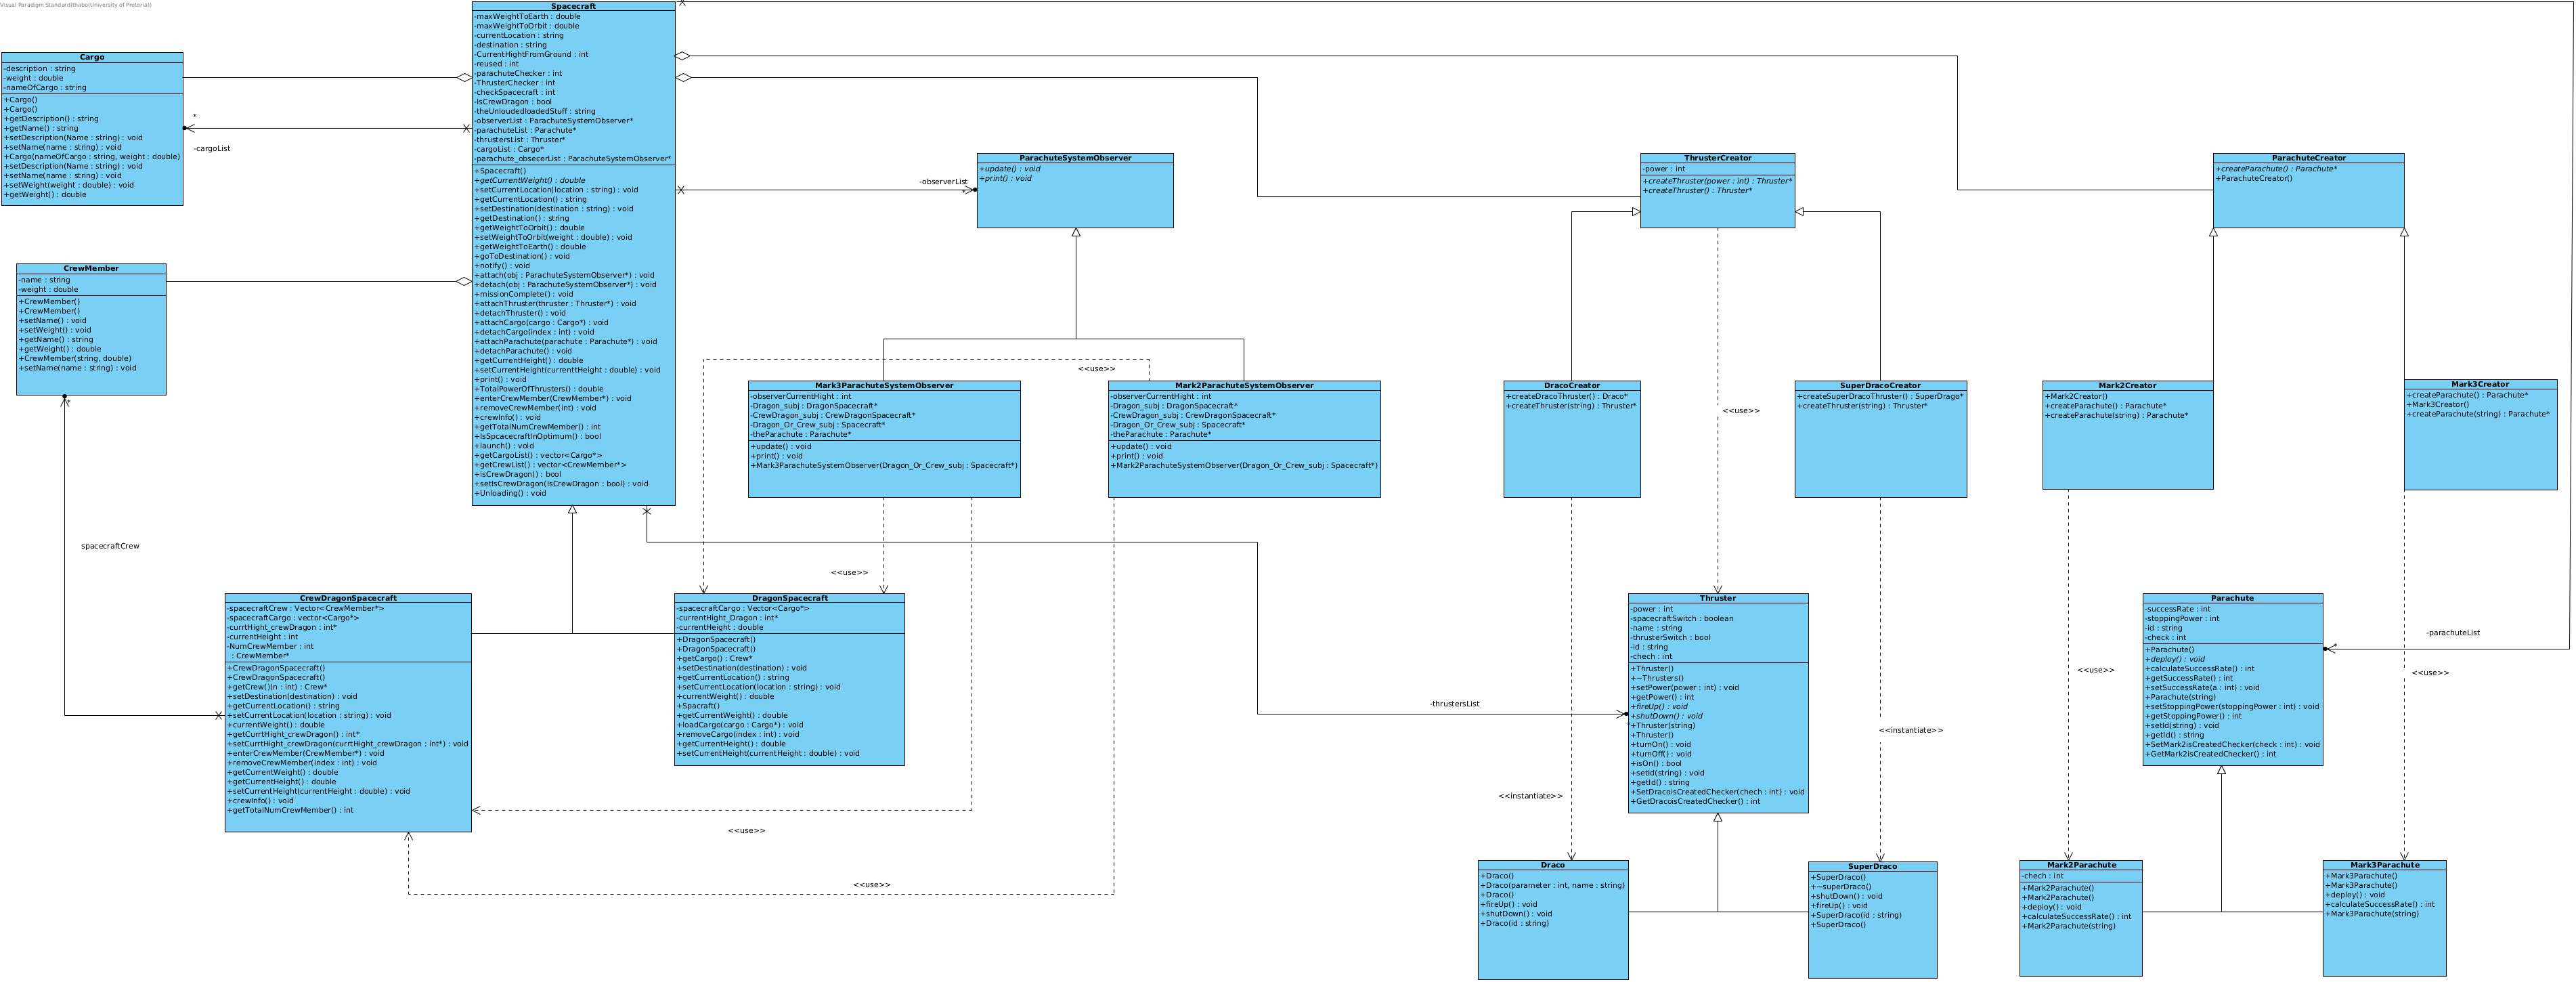 Visual Paradigm Standard(thabo(University of Pretoria))
Spacecraft
-maxWeightToEarth : double
-maxWeightToOrbit : double
-currentLocation : string
-destination : string
-CurrentHightFromGround : int
-reused : int
-parachuteChecker : int
-ThrusterChecker : int
-checkSpacecraft : int
-IsCrewDragon : bool
-theUnloudedloadedStuff : string
-observerList : ParachuteSystemObserver*
-parachuteList : Parachute*
-thrustersList : Thruster*
-cargoList : Cargo*
-parachute_obsecerList : ParachuteSystemObserver*
+Spacecraft()
+getCurrentWeight() : double
+setCurrentLocation(location : string) : void
+getCurrentLocation() : string
+setDestination(destination : string) : void
+getDestination() : string
+getWeightToOrbit() : double
+setWeightToOrbit(weight : double) : void
+getWeightToEarth() : double
+goToDestination() : void
+notify() : void
+attach(obj : ParachuteSystemObserver*) : void
+detach(obj : ParachuteSystemObserver*) : void
+missionComplete() : void
+attachThruster(thruster : Thruster*) : void
+detachThruster() : void
+attachCargo(cargo : Cargo*) : void
+detachCargo(index : int) : void
+attachParachute(parachute : Parachute*) : void
+detachParachute() : void
+getCurrentHeight() : double
+setCurrentHeight(currenttHeight : double) : void
+print() : void
+TotalPowerOfThrusters() : double
+enterCrewMember(CrewMember*) : void
+removeCrewMember(int) : void
+crewInfo() : void
+getTotalNumCrewMember() : int
+IsSpcacecraftInOptimum() : bool
+launch() : void
+getCargoList() : vector<Cargo*>
+getCrewList() : vector<CrewMember*>
+isCrewDragon() : bool
+setIsCrewDragon(IsCrewDragon : bool) : void
+Unloading() : void
Cargo
-description : string
-weight : double
-nameOfCargo : string
+Cargo()
+Cargo()
+getDescription() : string
+getName() : string
+setDescription(Name : string) : void
+setName(name : string) : void
+Cargo(nameOfCargo : string, weight : double)
+setDescription(Name : string) : void
+setName(name : string) : void
+setWeight(weight : double) : void
+getWeight() : double
*
-cargoList
CrewMember
-name : string
-weight : double
+CrewMember()
+CrewMember()
+setName() : void
+setWeight() : void
+getName() : string
+getWeight() : double
+CrewMember(string, double)
+setName(name : string) : void
*
spacecraftCrew
-observerList
*
ParachuteSystemObserver
+update() : void
+print() : void
ThrusterCreator
-power : int
+createThruster(power : int) : Thruster*
+createThruster() : Thruster*
ParachuteCreator
+createParachute() : Parachute*
+ParachuteCreator()
<<use>>
Mark3ParachuteSystemObserver
-observerCurrentHight : int
-Dragon_subj : DragonSpacecraft*
-CrewDragon_subj : CrewDragonSpacecraft*
-Dragon_Or_Crew_subj : Spacecraft*
-theParachute : Parachute*
+update() : void
+print() : void
+Mark3ParachuteSystemObserver(Dragon_Or_Crew_subj : Spacecraft*)
Mark2ParachuteSystemObserver
-observerCurrentHight : int
-Dragon_subj : DragonSpacecraft*
-CrewDragon_subj : CrewDragonSpacecraft*
-Dragon_Or_Crew_subj : Spacecraft*
-theParachute : Parachute*
+update() : void
+print() : void
+Mark2ParachuteSystemObserver(Dragon_Or_Crew_subj : Spacecraft*)
DracoCreator
+createDracoThruster() : Draco*
+createThruster(string) : Thruster*
<<use>>
SuperDracoCreator
+createSuperDracoThruster() : SuperDrago*
+createThruster(string) : Thruster*
Mark2Creator
+Mark2Creator()
+createParachute() : Parachute*
+createParachute(string) : Parachute*
Mark3Creator
+createParachute() : Parachute*
+Mark3Creator()
+createParachute(string) : Parachute*
<<use>>
CrewDragonSpacecraft
-spacecraftCrew : Vector<CrewMember*>
-spacecraftCargo : vector<Cargo*>
-currtHight_crewDragon : int*
-currentHeight : int
-NumCrewMember : int
: CrewMember*
+CrewDragonSpacecraft()
+CrewDragonSpacecraft()
+getCrew()(n : int) : Crew*
+setDestination(destination) : void
+getCurrentLocation() : string
+setCurrentLocation(location : string) : void
+currentWeight() : double
+getCurrtHight_crewDragon() : int*
+setCurrtHight_crewDragon(currtHight_crewDragon : int*) : void
+enterCrewMember(CrewMember*) : void
+removeCrewMember(index : int) : void
+getCurrentWeight() : double
+getCurrentHeight() : double
+setCurrentHeight(currentHeight : double) : void
+crewInfo() : void
+getTotalNumCrewMember() : int
DragonSpacecraft
-spacecraftCargo : Vector<Cargo*>
-currentHight_Dragon : int*
-currentHeight : double
+DragonSpacecraft()
+DragonSpacecraft()
+getCargo() : Crew*
+setDestination(destination) : void
+getCurrentLocation() : string
+setCurrentLocation(location : string) : void
+currentWeight() : double
+Spacraft()
+getCurrentWeight() : double
+loadCargo(cargo : Cargo*) : void
+removeCargo(index : int) : void
+getCurrentHeight() : double
+setCurrentHeight(currentHeight : double) : void
<<use>>
<<use>>
-thrustersList
*
Thruster
-power : int
-spacecraftSwitch : boolean
-name : string
-thrusterSwitch : bool
-id : string
-chech : int
+Thruster()
+~Thrusters()
+setPower(power : int) : void
+getPower() : int
+fireUp() : void
+shutDown() : void
+Thruster(string)
+Thruster()
+turnOn() : void
+turnOff() : void
+isOn() : bool
+setId(string) : void
+getId() : string
+SetDracoisCreatedChecker(chech : int) : void
+GetDracoisCreatedChecker() : int
<<instantiate>>
<<instantiate>>
<<use>>
Parachute
-successRate : int
-stoppingPower : int
-id : string
-check : int
+Parachute()
+deploy() : void
+calculateSuccessRate() : int
+getSuccessRate() : int
+setSuccessRate(a : int) : void
+Parachute(string)
+setStoppingPower(stoppingPower : int) : void
+getStoppingPower() : int
+setId(string) : void
+getId() : string
+SetMark2isCreatedChecker(check : int) : void
+GetMark2isCreatedChecker() : int
-parachuteList
*
<<use>>
Draco
+Draco()
+Draco(parameter : int, name : string)
+Draco()
+fireUp() : void
+shutDown() : void
+Draco(id : string)
SuperDraco
+SuperDraco()
+~superDraco()
+shutDown() : void
+fireUp() : void
+SuperDraco(id : string)
+SuperDraco()
Mark2Parachute
-chech : int
+Mark2Parachute()
+Mark2Parachute()
+deploy() : void
+calculateSuccessRate() : int
+Mark2Parachute(string)
Mark3Parachute
+Mark3Parachute()
+Mark3Parachute()
+deploy() : void
+calculateSuccessRate() : int
+Mark3Parachute(string)